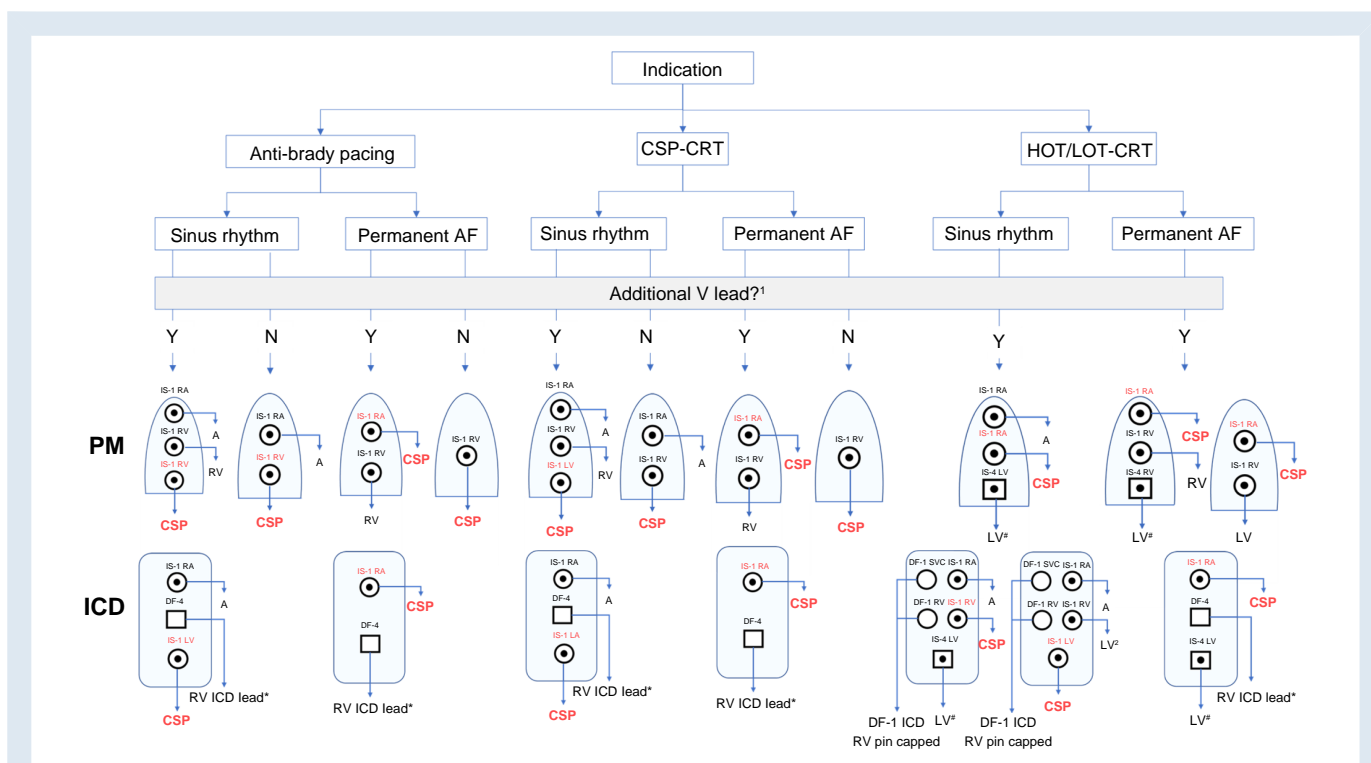 Indication
Anti-brady pacing
CSP-CRT
HOT/LOT-CRT
Sinus rhythm
Permanent AF
Sinus rhythm
Permanent AF
Sinus rhythm
Permanent AF
Additional V lead?¹
Y
N
Y
N
Y
N
Y
N
Y
Y
PM
IS-1 RA
A
IS-1 RV
RV
IS-1 RV
CSP
IS-1 RA
A
IS-1 RV
CSP
IS-1 RA
CSP
IS-1 RV
RV
IS-1 RV
CSP
IS-1 RA
A
IS-1 RV
RV
IS-1 LV
CSP
IS-1 RA
A
IS-1 RV
CSP
IS-1 RA
CSP
IS-1 RV
RV
IS-1 RV
CSP
IS-1 RA
A
IS-1 RA
CSP
IS-4 LV
LV#
IS-1 RA
CSP
IS-1 RV
RV
IS-4 RV
LV#
IS-1 RA
CSP
IS-1 RV
LV
ICD
IS-1 RA
A
DF-4
RV ICD lead*
IS-1 LV
CSP
IS-1 RA
CSP
DF-4
RV ICD lead*
IS-1 RA
A
DF-4
RV ICD lead*
IS-1 LA
CSP
IS-1 RA
CSP
DF-4
RV ICD lead*
DF-1 SVC
IS-1 RA
A
DF-1 RV
IS-1 RV
CSP
IS-4 LV
LV#
DF-1 ICD
RV pin capped
DF-1 SVC
IS-1 RA
A
DF-1 RV
IS-1 RV
LV²
IS-1 LV
CSP
DF-1 ICD
RV pin capped
IS-1 RA
CSP
DF-4
RV ICD lead*
IS-4 LV
LV#